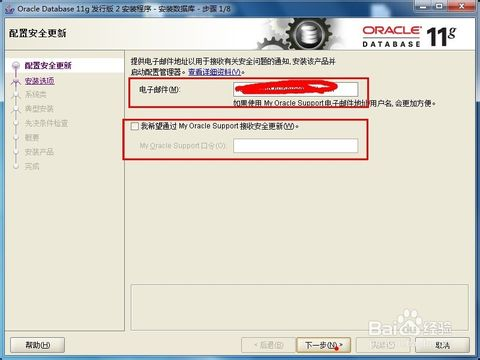 Oracle Database 11g 发行版 2 安装程序 - 安装数据库 - 步骤 1/8
配置安全更新
ORACLE
DATABASE 11g
配置安全更新
安装选项
系统类
典型安装
先决条件检查
概要
安装产品
完成
提供电子邮件地址以用于接收有关安全问题的通知, 安装该产品并
启动配置管理器。查看详细资料(V)。
电子邮件(M):
如果使用 My Oracle Support 电子邮件地址/用户名, 会更加方便。
我希望通过 My Oracle Support 接收安全更新(W)。
My Oracle Support 口令(O):
帮助(H)
< 后退(B)
下一步(N) >
取消
Baidu 经验